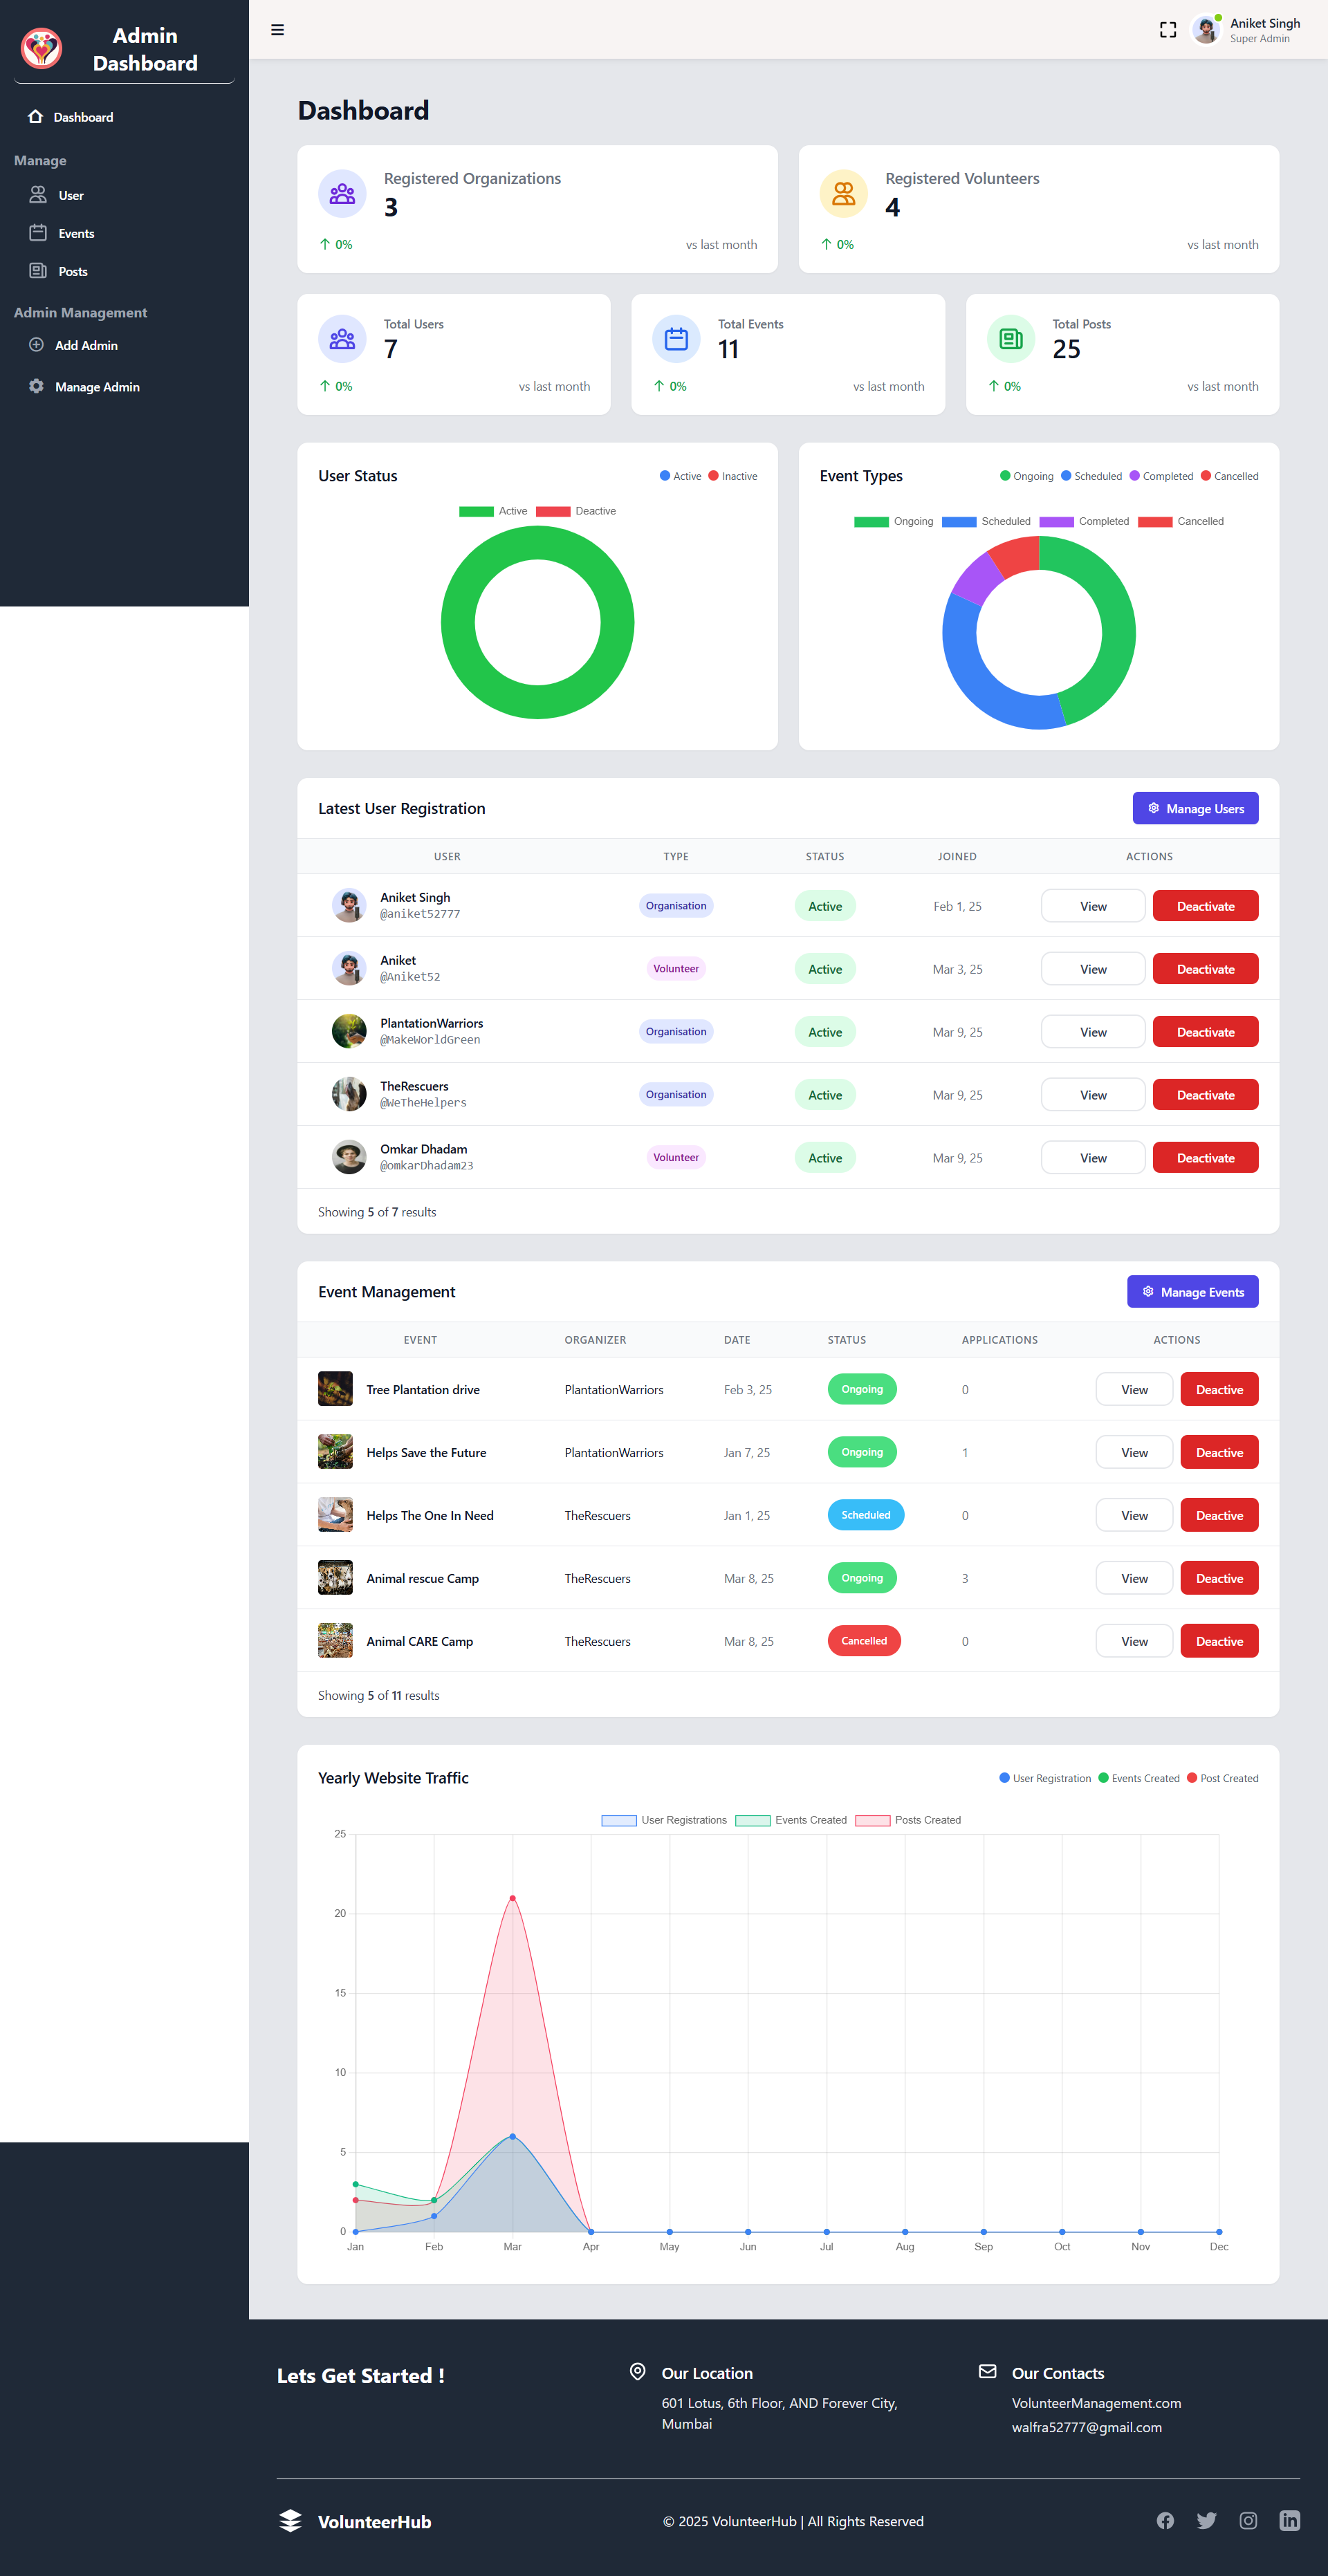 Admin
Dashboard
Dashboard
Manage
User
Events
Posts
Admin Management
Add Admin
Manage Admin
Aniket Singh
Super Admin
Dashboard
Registered Organizations
3
0%
vs last month
Registered Volunteers
4
0%
vs last month
Total Users
7
0%
vs last month
Total Events
11
0%
vs last month
Total Posts
25
0%
vs last month
User Status
Active Inactive
Active Deactive
Event Types
Ongoing Scheduled Completed Cancelled
Ongoing Scheduled Completed Cancelled
Latest User Registration
Manage Users
USER TYPE STATUS JOINED ACTIONS
Aniket Singh
@aniket52777
Organisation Active Feb 1, 25 View Deactivate
Aniket
@Aniket52
Volunteer Active Mar 3, 25 View Deactivate
PlantationWarriors
@MakeWorldGreen
Organisation Active Mar 9, 25 View Deactivate
TheRescuers
@WeTheHelpers
Organisation Active Mar 9, 25 View Deactivate
Omkar Dhadam
@omkarDhadam23
Volunteer Active Mar 9, 25 View Deactivate
Showing 5 of 7 results
Event Management
Manage Events
EVENT ORGANIZER DATE STATUS APPLICATIONS ACTIONS
Tree Plantation drive PlantationWarriors Feb 3, 25 Ongoing 0 View Deactive
Helps Save the Future PlantationWarriors Jan 7, 25 Ongoing 1 View Deactive
Helps The One In Need TheRescuers Jan 1, 25 Scheduled 0 View Deactive
Animal rescue Camp TheRescuers Mar 8, 25 Ongoing 3 View Deactive
Animal CARE Camp TheRescuers Mar 8, 25 Cancelled 0 View Deactive
Showing 5 of 11 results
Yearly Website Traffic
User Registration Events Created Post Created
User Registrations Events Created Posts Created
25
20
15
10
5
0
Jan Feb Mar Apr May Jun Jul Aug Sep Oct Nov Dec
Lets Get Started !
Our Location
601 Lotus, 6th Floor, AND Forever City,
Mumbai
Our Contacts
VolunteerManagement.com
walfra52777@gmail.com
VolunteerHub
© 2025 VolunteerHub | All Rights Reserved